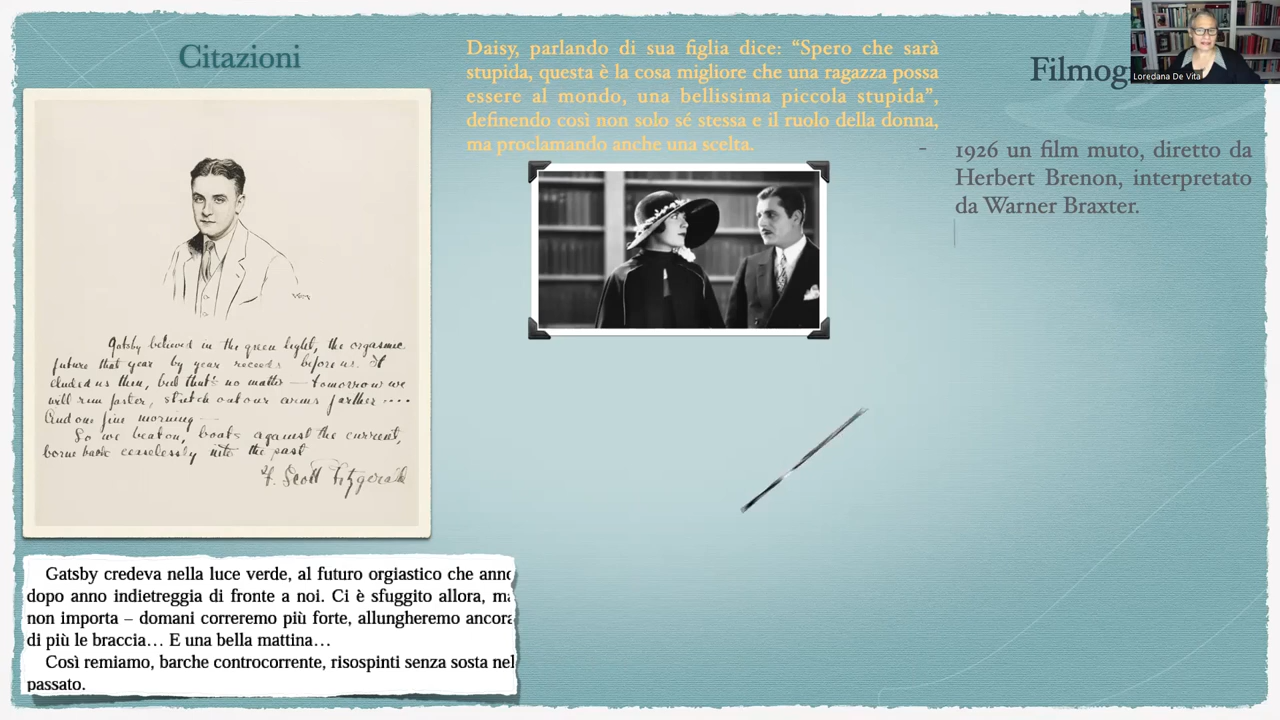 Citazioni
Gatsby believed in the green light, the orgasmic
future that year by year recedes before us. It
eluded us then, but that's no matter — tomorrow we
will run faster, stretch out our arms farther ....
And one fine morning —
So we beat on, boats against the current,
borne back ceaselessly into the past
F. Scott Fitzgerald
Gatsby credeva nella luce verde, al futuro orgiastico che anno
dopo anno indietreggia di fronte a noi. Ci è sfuggito allora, ma
non importa – domani correremo più forte, allungheremo ancora
di più le braccia… E una bella mattina…
Così remiamo, barche controcorrente, risospinti senza sosta nel
passato.
Daisy, parlando di sua figlia dice: “Spero che sarà
stupida, questa è la cosa migliore che una ragazza possa
essere al mondo, una bellissima piccola stupida”,
definendo così non solo sé stessa e il ruolo della donna,
ma proclamando anche una scelta.
Filmog
- 1926 un film muto, diretto da
Herbert Brenon, interpretato
da Warner Braxter.
Loredana De Vita